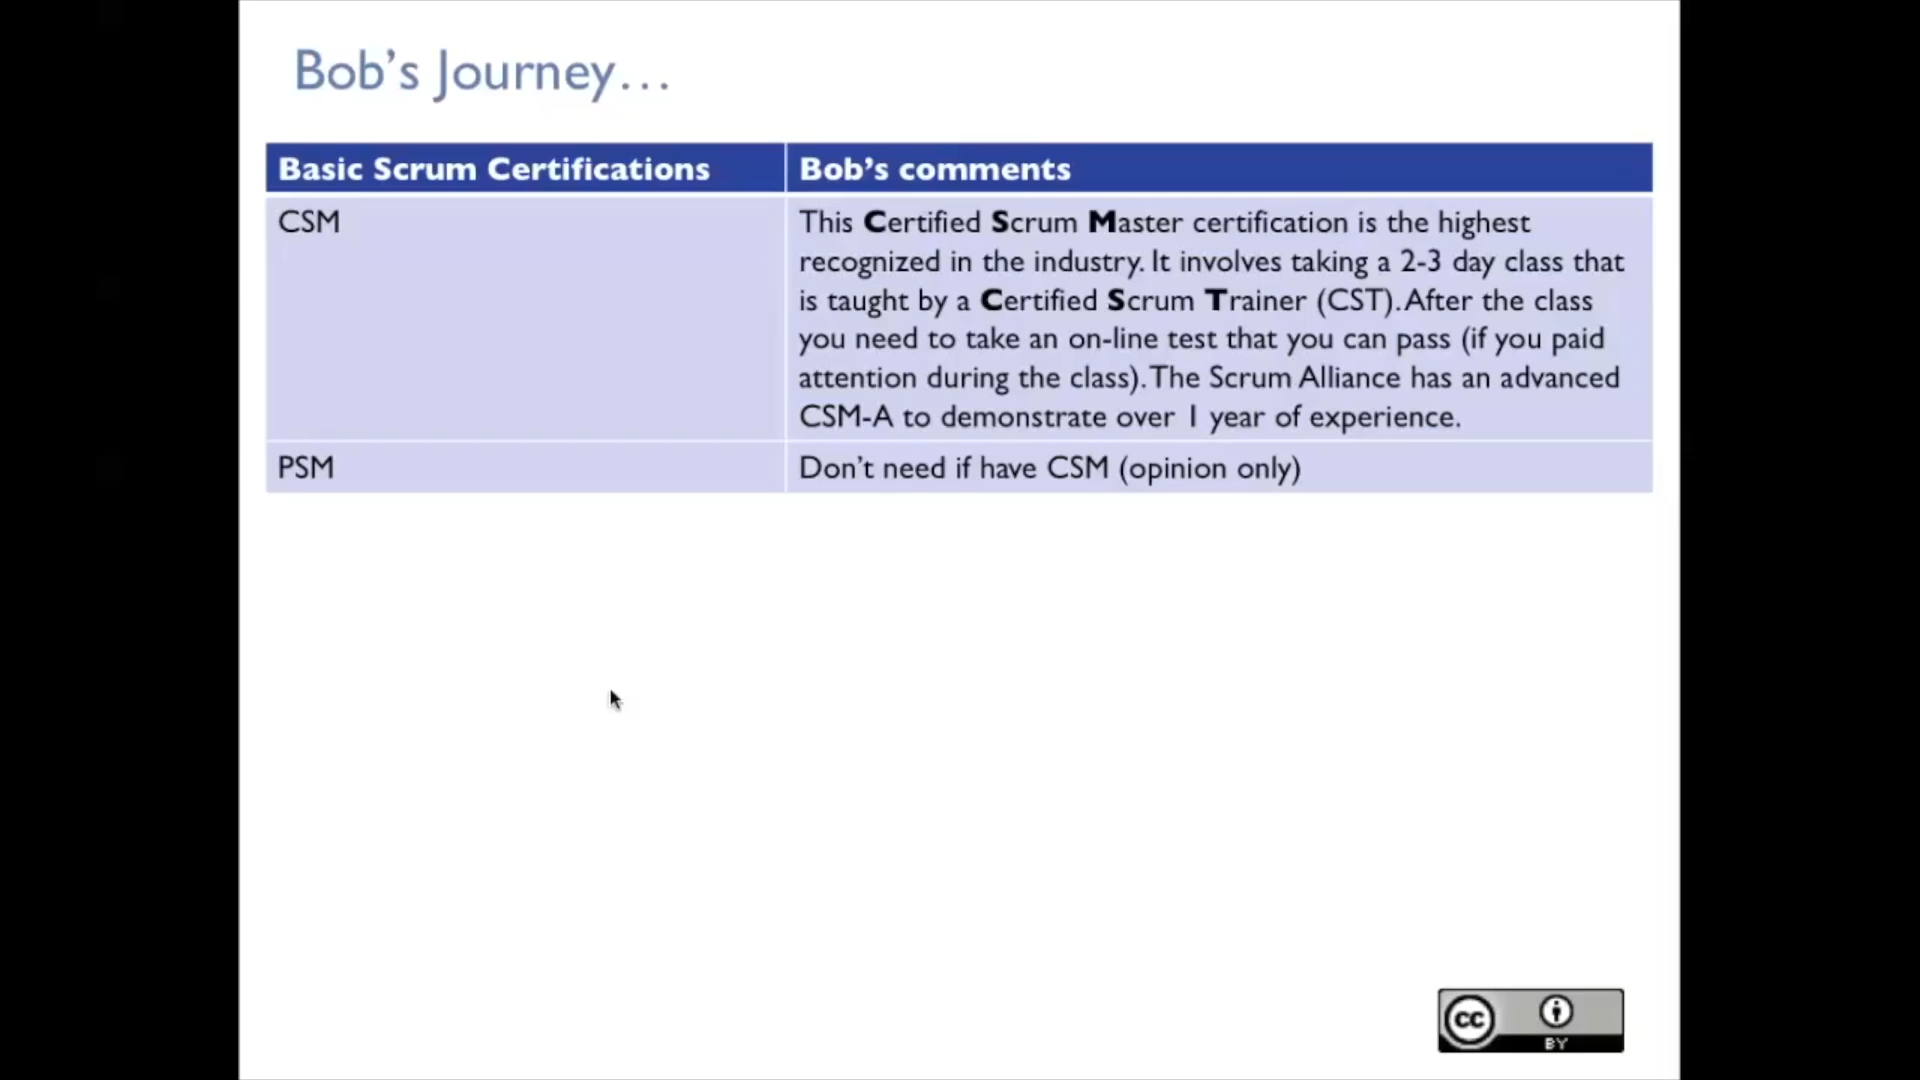 Bob's Journey…
Basic Scrum Certifications
Bob's comments
CSM
This Certified Scrum Master certification is the highest
recognized in the industry. It involves taking a 2-3 day class that
is taught by a Certified Scrum Trainer (CST). After the class
you need to take an on-line test that you can pass (if you paid
attention during the class). The Scrum Alliance has an advanced
CSM-A to demonstrate over 1 year of experience.
PSM
Don't need if have CSM (opinion only)
cc
BY